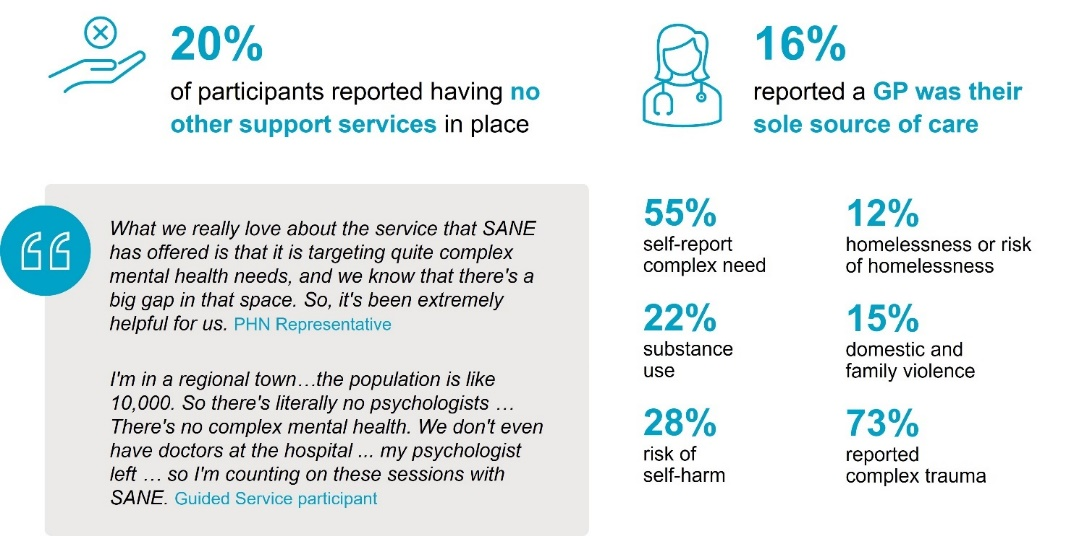 20%
of participants reported having no
other support services in place
16%
reported a GP was their
sole source of care
What we really love about the service that SANE
has offered is that it is targeting quite complex
mental health needs, and we know that there's a
big gap in that space. So, it's been extremely
helpful for us. PHN Representative
I'm in a regional town…the population is like
10,000. So there's literally no psychologists …
There's no complex mental health. We don't even
have doctors at the hospital ... my psychologist
left … so I'm counting on these sessions with
SANE. Guided Service participant
55%
self-report
complex need
12%
homelessness or risk
of homelessness
22%
substance
use
15%
domestic and
family violence
28%
risk of
self-harm
73%
reported
complex trauma